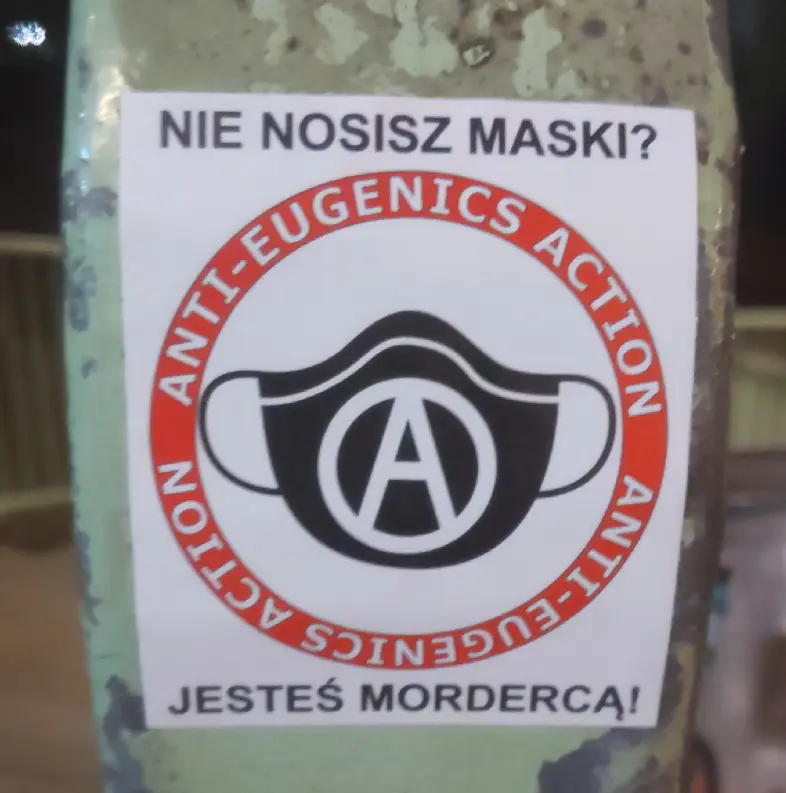 NIE NOSISZ MASKI?
ANTI-EUGENICS ACTION
ANTI-EUGENICS ACTION
A
JESTEŚ MORDERCĄ!